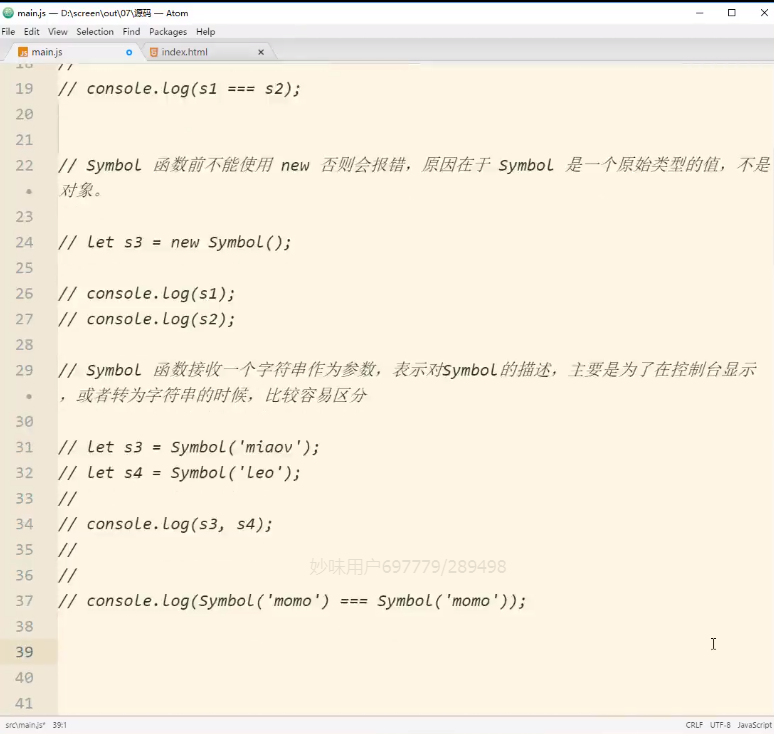 main.js — D:\screen\out\07\源码 — Atom
File Edit View Selection Find Packages Help
main.js index.html
18 //
19 // console.log(s1 === s2);
20
21
22 // Symbol 函数前不能使用 new 否则会报错，原因在于 Symbol 是一个原始类型的值，不是
对象。
23
24 // let s3 = new Symbol();
25
26 // console.log(s1);
27 // console.log(s2);
28
29 // Symbol 函数接收一个字符串作为参数，表示对Symbol的描述，主要是为了在控制台显示
，或者转为字符串的时候，比较容易区分
30
31 // let s3 = Symbol('miaov');
32 // let s4 = Symbol('leo');
33 //
34 // console.log(s3, s4);
35 //
妙味用户697779/289498
36 //
37 // console.log(Symbol('momo') === Symbol('momo'));
38
39
40
41
src\main.js* 39:1 CRLF UTF-8 JavaScript